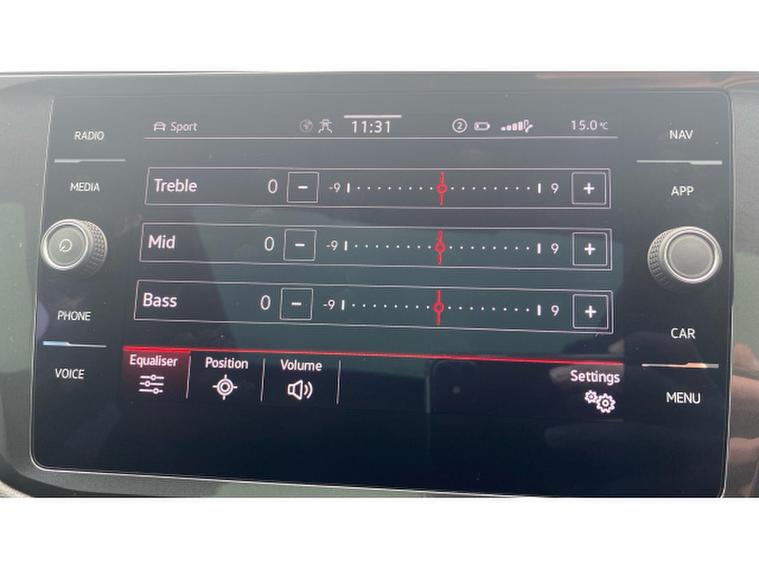 RADIO
Sport
11:31
2
15.0°C
NAV
MEDIA
Treble 0 - -9 9 +
APP
Mid 0 - -9 9 +
PHONE
Bass 0 - -9 9 +
CAR
VOICE
Equaliser
Position
Volume
Settings
MENU